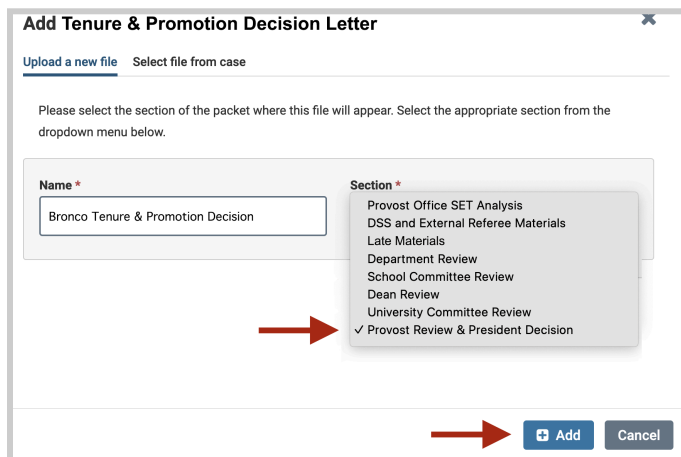 Add Tenure & Promotion Decision Letter
Upload a new file Select file from case
Please select the section of the packet where this file will appear. Select the appropriate section from the
dropdown menu below.
Name * Section *
Bronco Tenure & Promotion Decision
Provost Office SET Analysis
DSS and External Referee Materials
Late Materials
Department Review
School Committee Review
Dean Review
University Committee Review
✓ Provost Review & President Decision
Add Cancel